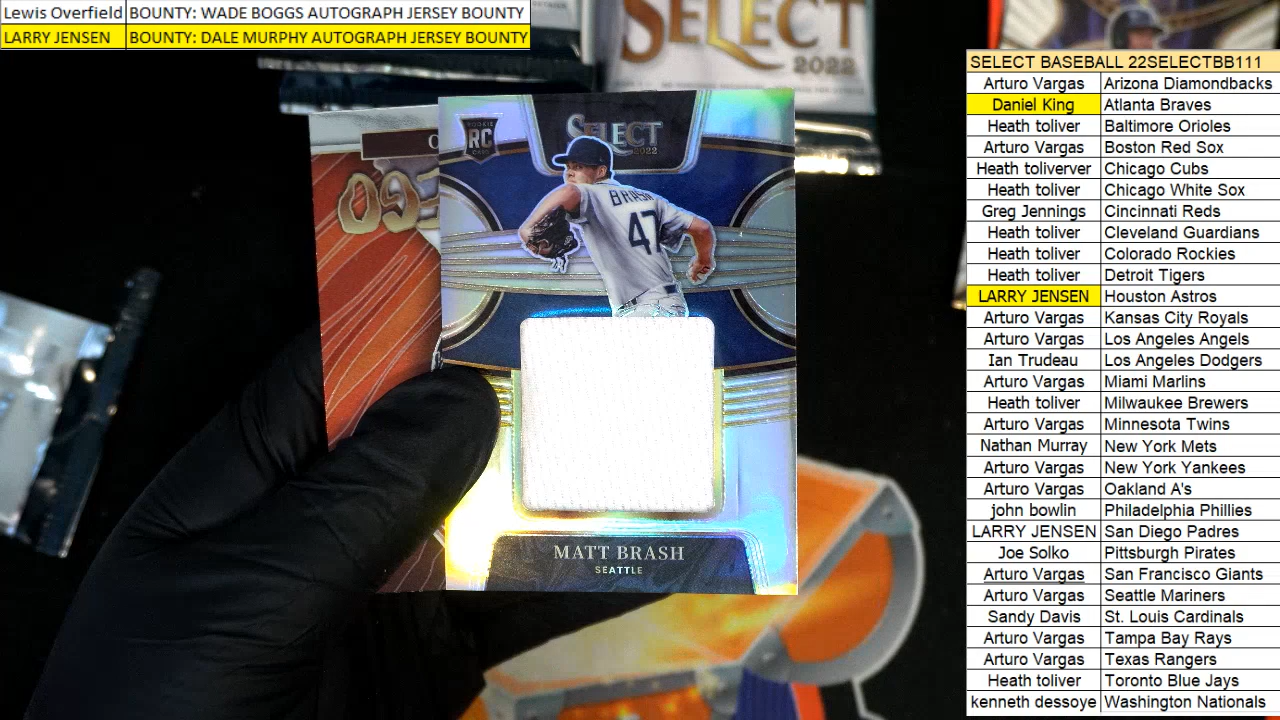 Lewis Overfield BOUNTY: WADE BOGGS AUTOGRAPH JERSEY BOUNTY
LARRY JENSEN BOUNTY: DALE MURPHY AUTOGRAPH JERSEY BOUNTY
SELECT
2022
RC
SELECT
2022
BRASH
47
MATT BRASH
SEATTLE
SELECT BASEBALL 22SELECTBB111
Arturo Vargas Arizona Diamondbacks
Daniel King Atlanta Braves
Heath toliver Baltimore Orioles
Arturo Vargas Boston Red Sox
Heath toliverver Chicago Cubs
Heath toliver Chicago White Sox
Greg Jennings Cincinnati Reds
Heath toliver Cleveland Guardians
Heath toliver Colorado Rockies
Heath toliver Detroit Tigers
LARRY JENSEN Houston Astros
Arturo Vargas Kansas City Royals
Arturo Vargas Los Angeles Angels
Ian Trudeau Los Angeles Dodgers
Arturo Vargas Miami Marlins
Heath toliver Milwaukee Brewers
Arturo Vargas Minnesota Twins
Nathan Murray New York Mets
Arturo Vargas New York Yankees
Arturo Vargas Oakland A's
john bowlin Philadelphia Phillies
LARRY JENSEN San Diego Padres
Joe Solko Pittsburgh Pirates
Arturo Vargas San Francisco Giants
Arturo Vargas Seattle Mariners
Sandy Davis St. Louis Cardinals
Arturo Vargas Tampa Bay Rays
Arturo Vargas Texas Rangers
Heath toliver Toronto Blue Jays
kenneth dessoye Washington Nationals